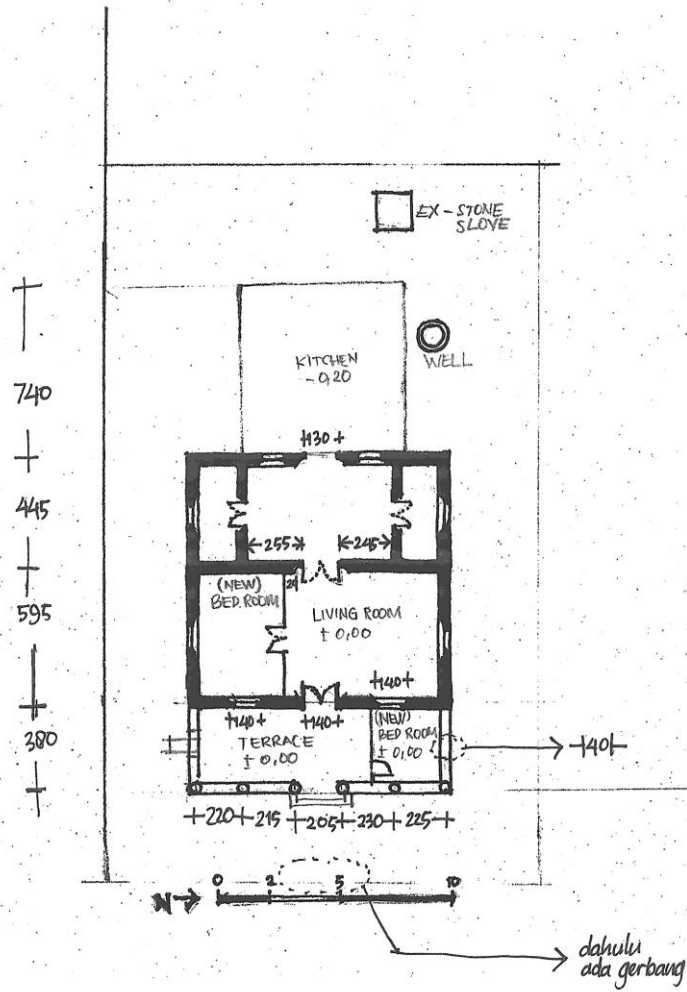 EX-STONE
SLOVE
WELL
KITCHEN
-0,20
130
740
445
255
245
(NEW)
BED.ROOM
20
LIVING ROOM
± 0,00
595
140
140
140
(NEW)
BED ROOM
± 0,00
TERRACE
± 0,00
380
140
220
215
205
230
225
N
0
2
5
10
dahulu
ada gerbang